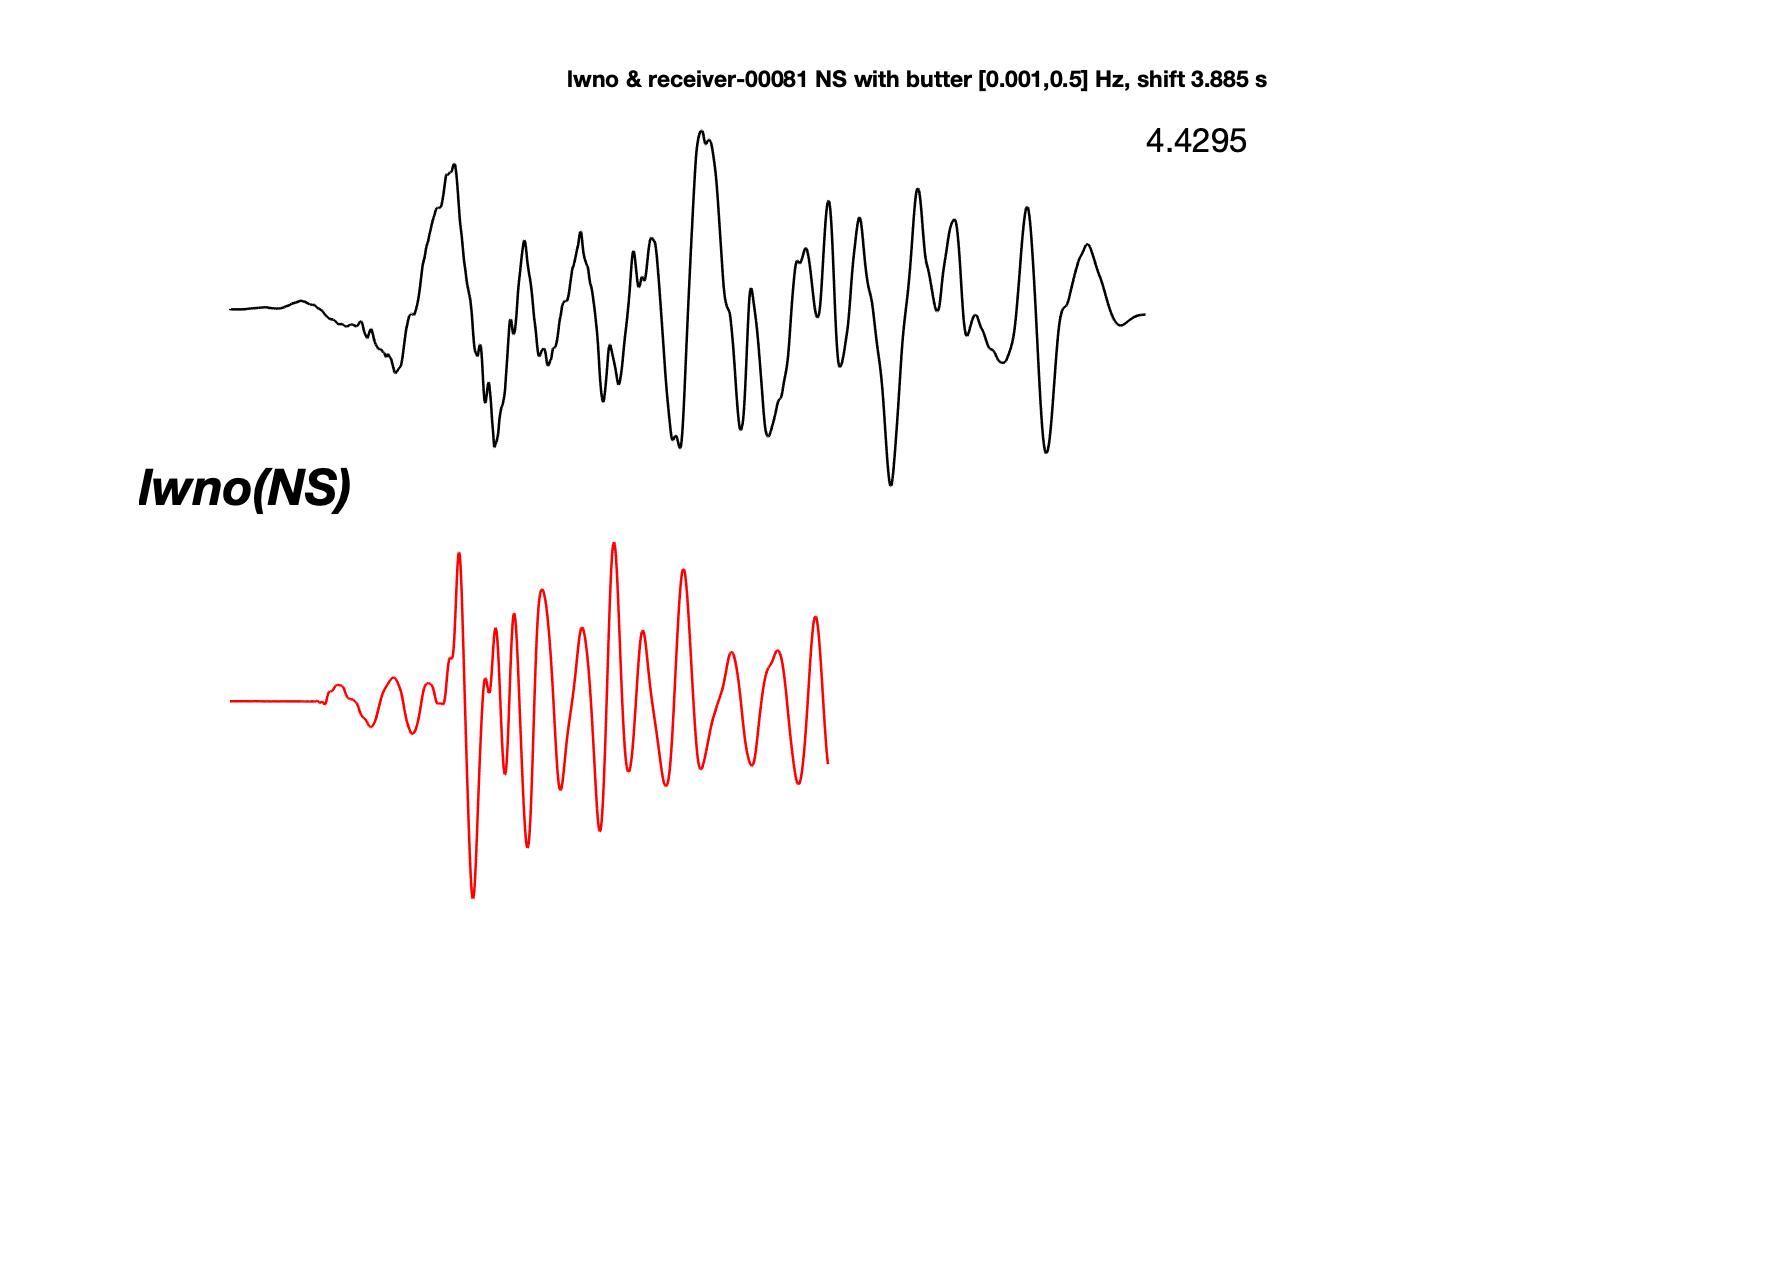 lwno & receiver-00081 NS with butter [0.001,0.5] Hz, shift 3.885 s
4.4295
lwno(NS)